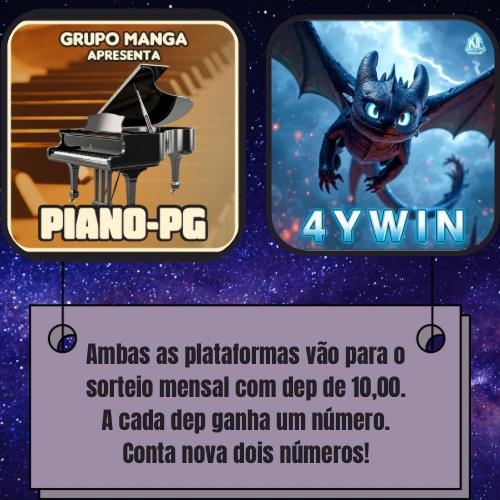 GRUPO MANGA
APRESENTA
PIANO-PG
KF
4YWIN
Ambas as plataformas vão para o
sorteio mensal com dep de 10,00.
A cada dep ganha um número.
Conta nova dois números!